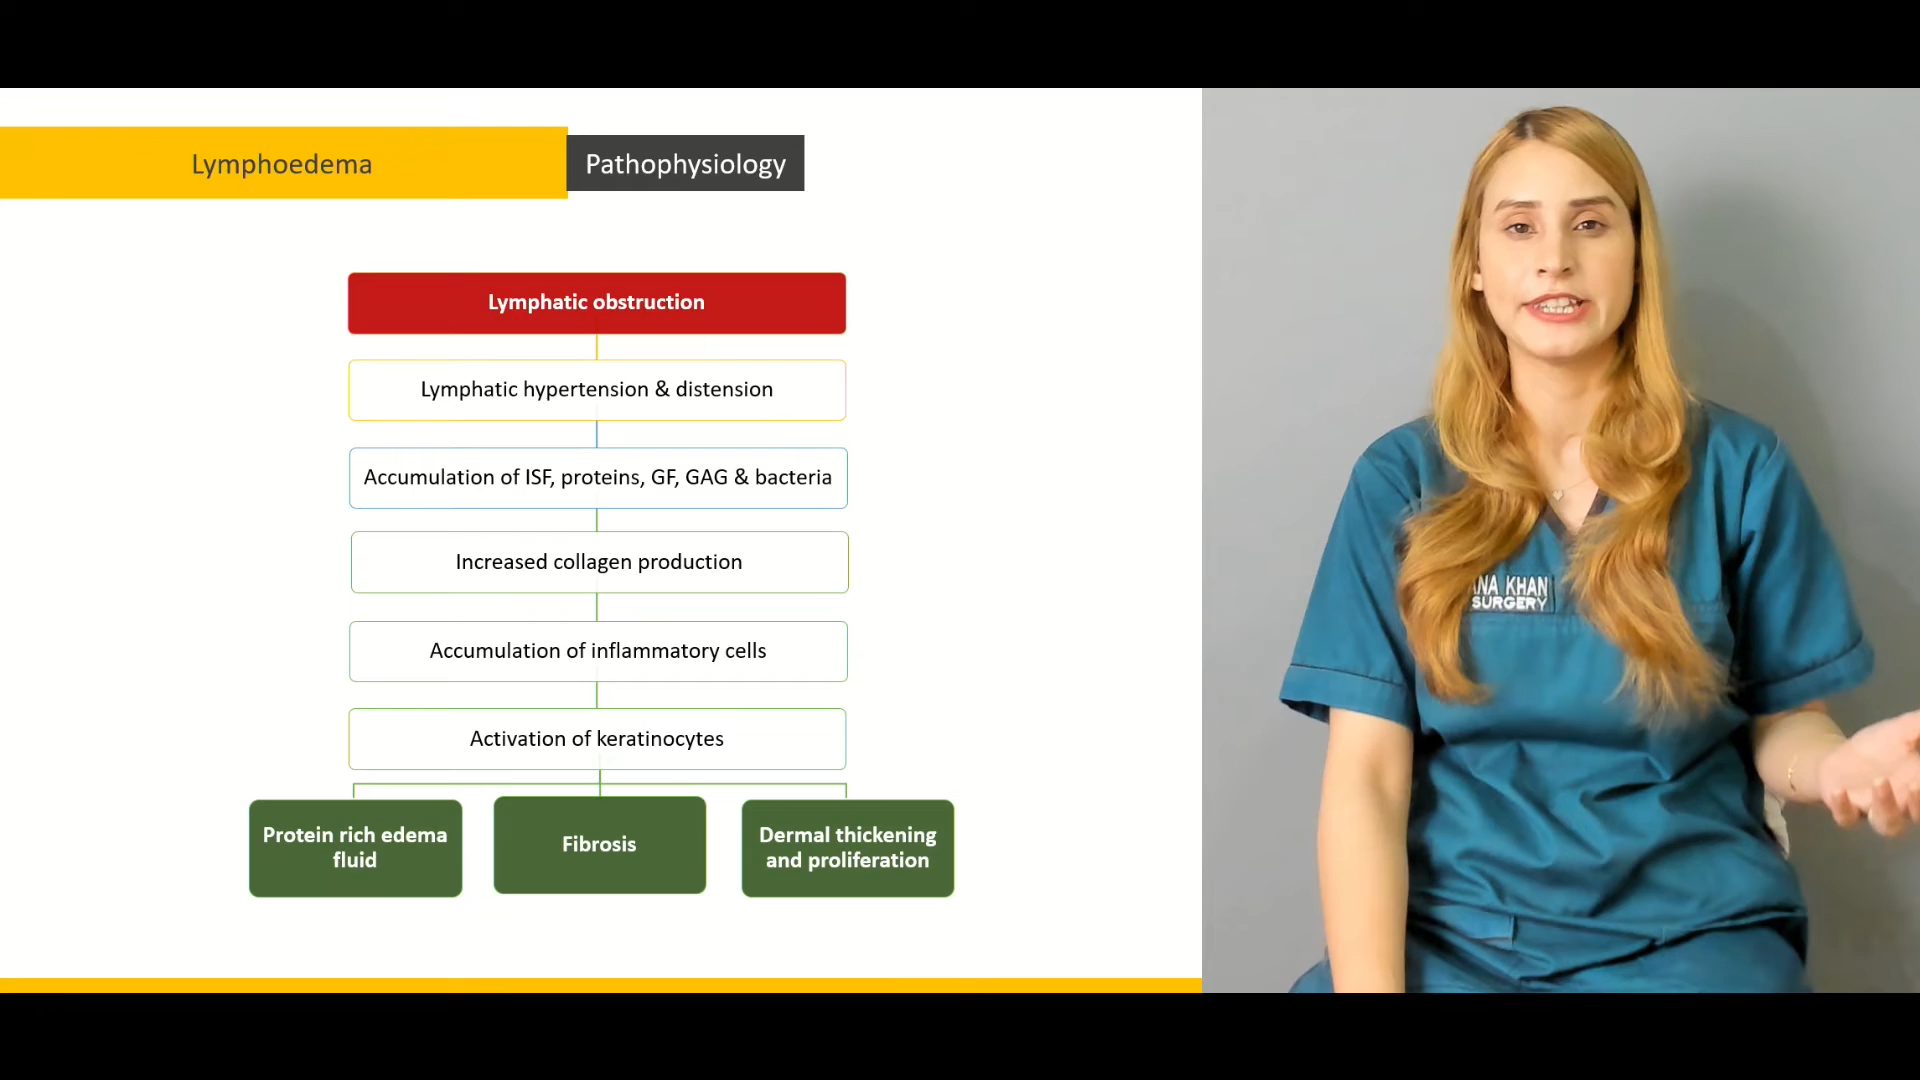 Lymphoedema
Pathophysiology
Lymphatic obstruction
Lymphatic hypertension & distension
Accumulation of ISF, proteins, GF, GAG & bacteria
Increased collagen production
Accumulation of inflammatory cells
Activation of keratinocytes
Protein rich edema
fluid
Fibrosis
Dermal thickening
and proliferation
KHAN
SURGERY